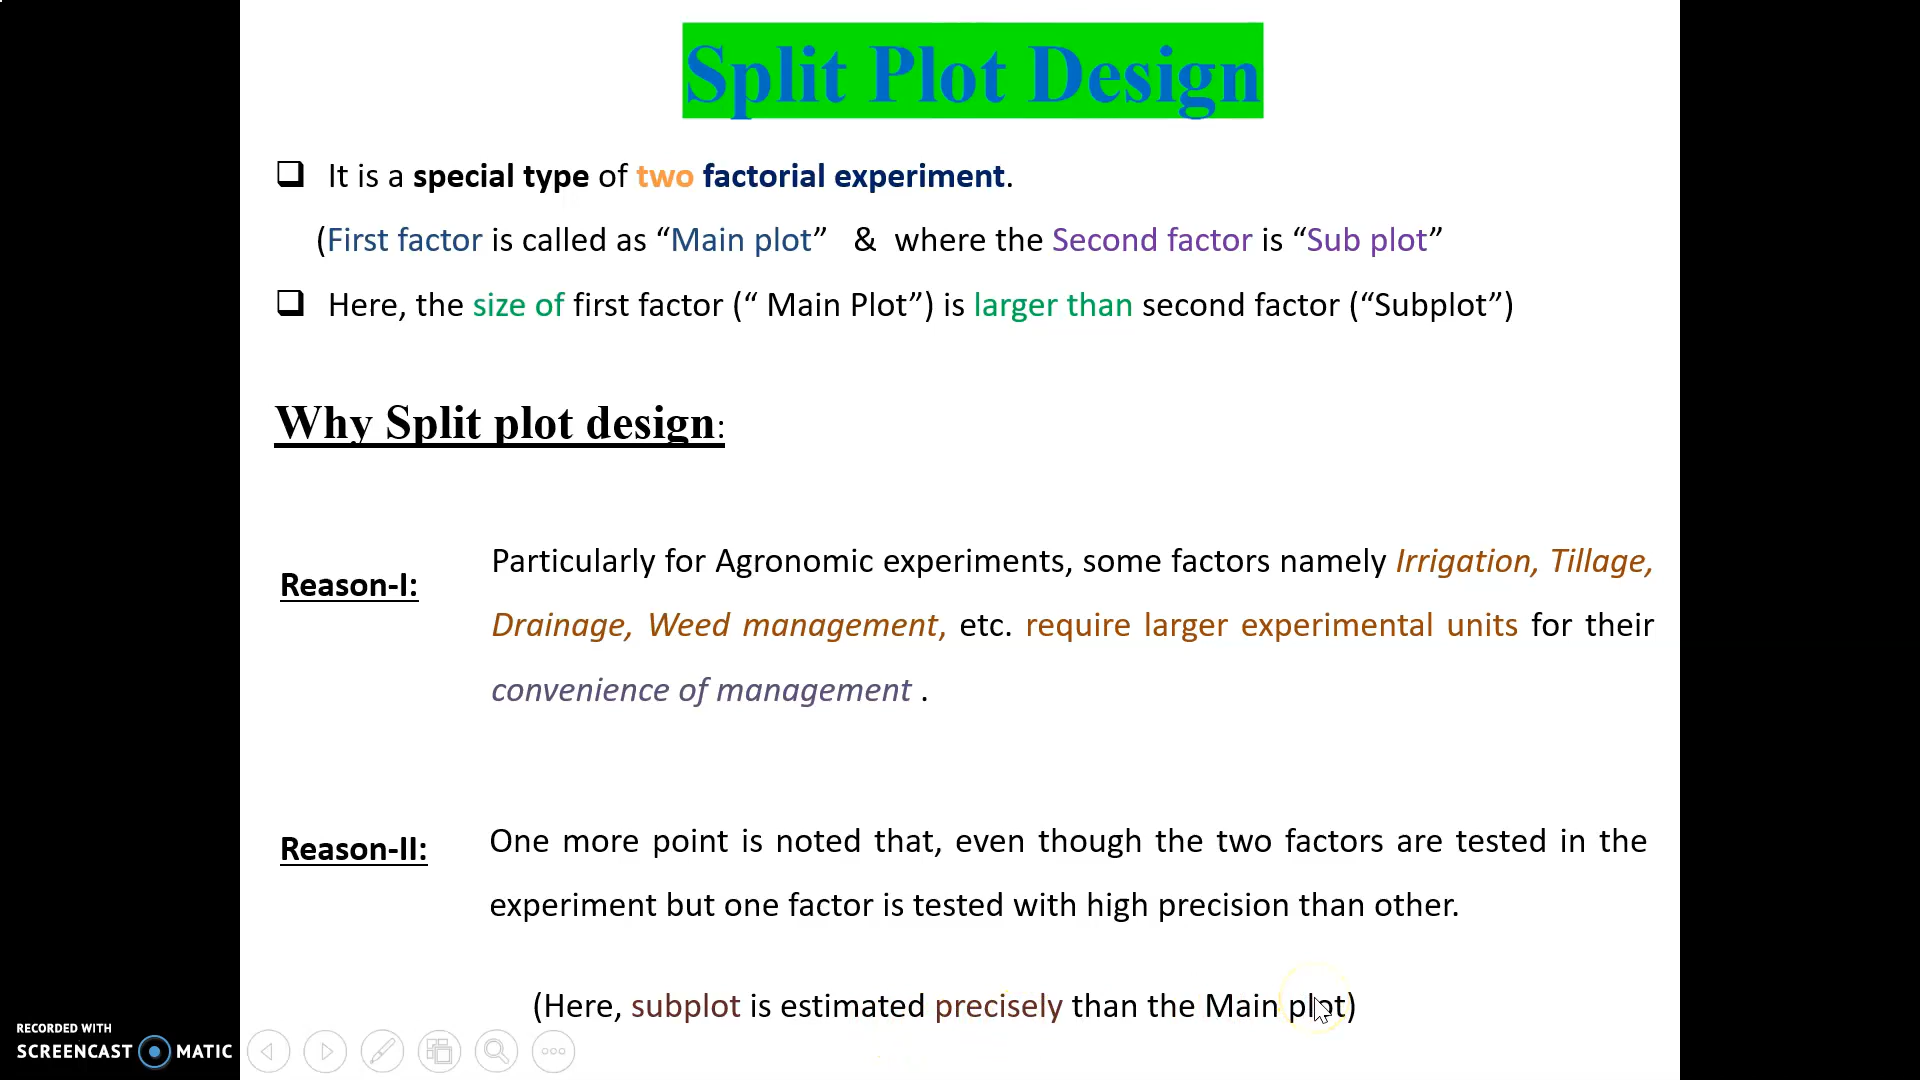 Split Plot Design
❑ It is a special type of two factorial experiment.
(First factor is called as “Main plot” & where the Second factor is “Sub plot”
❑ Here, the size of first factor (“ Main Plot”) is larger than second factor (“Subplot”)
Why Split plot design:
Reason-I:
Particularly for Agronomic experiments, some factors namely Irrigation, Tillage,
Drainage, Weed management, etc. require larger experimental units for their
convenience of management .
Reason-II:
One more point is noted that, even though the two factors are tested in the
experiment but one factor is tested with high precision than other.
(Here, subplot is estimated precisely than the Main plot)
RECORDED WITH
SCREENCAST MATIC